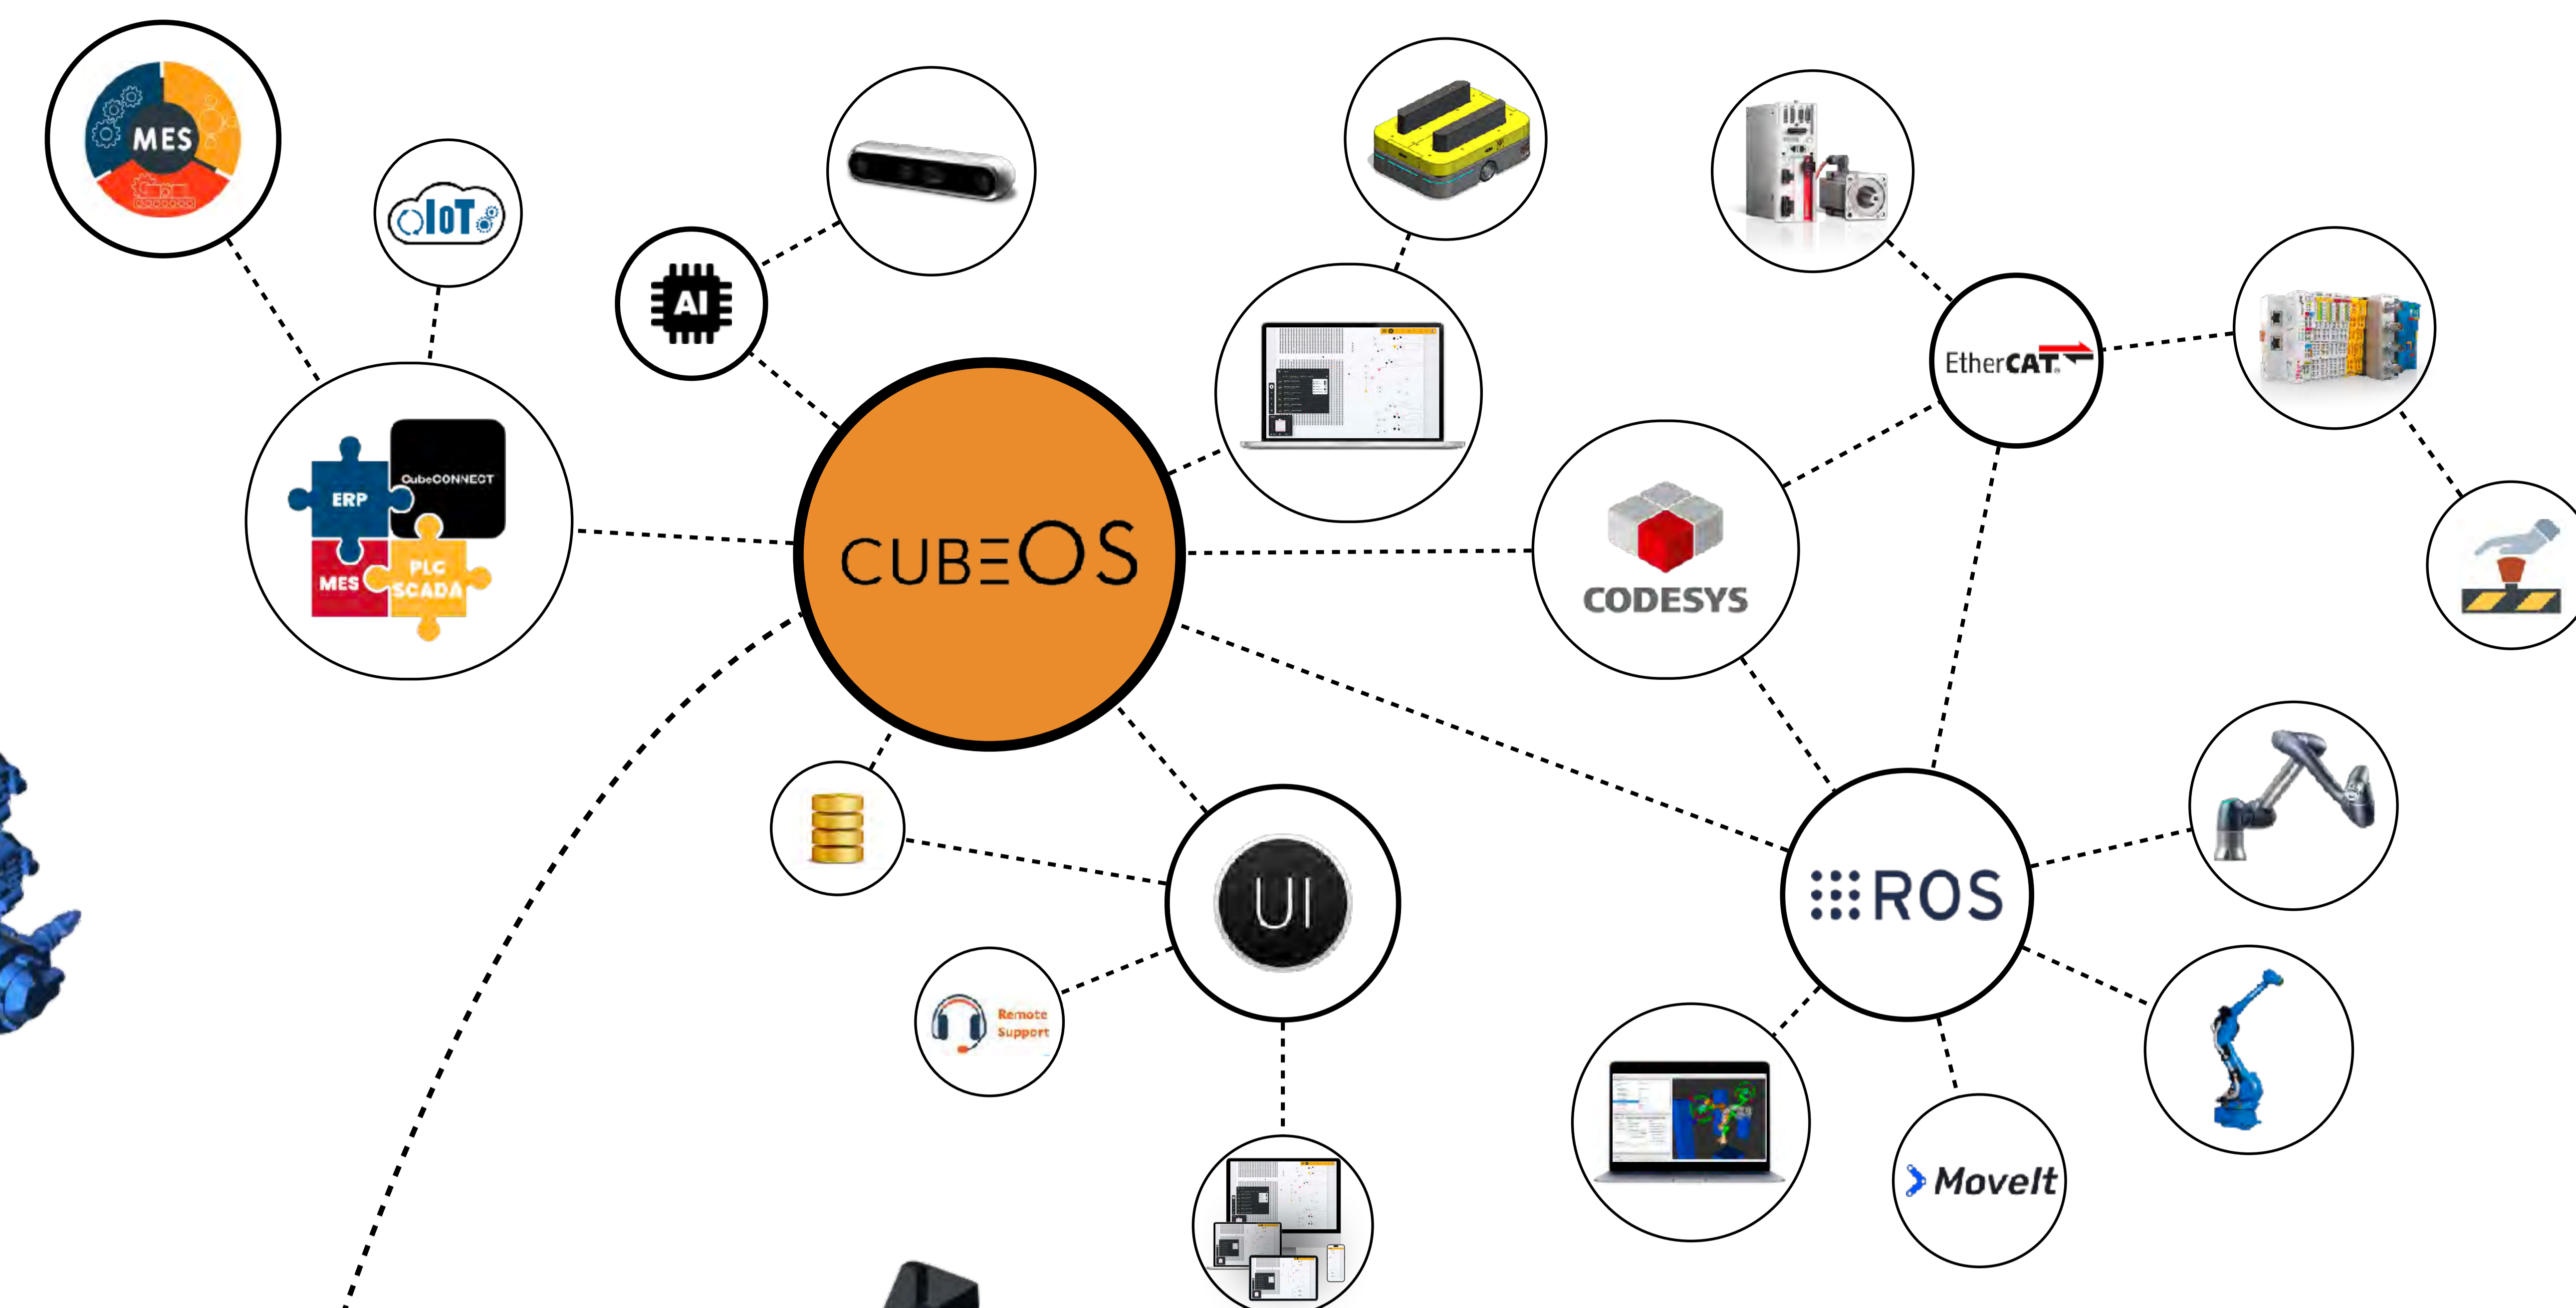 MES
IoT
AI
ERP
CubeCONNECT
MES
PLC
SCADA
CUBEOS
EtherCAT®
CODESYS
UI
ROS
Remote
Support
MoveIt